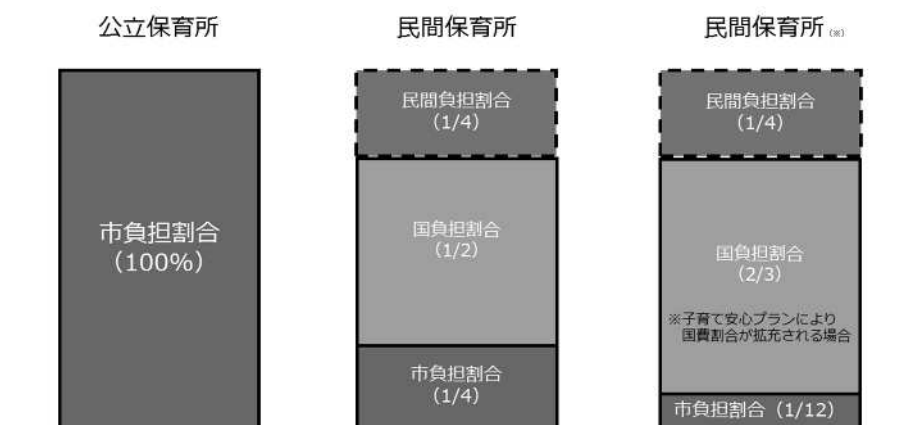 公立保育所
民間保育所
民間保育所(※)
市負担割合
(100%)
民間負担割合
(1/4)
国負担割合
(1/2)
市負担割合
(1/4)
民間負担割合
(1/4)
国負担割合
(2/3)
※子育て安心プランにより
国費割合が拡充される場合
市負担割合 (1/12)